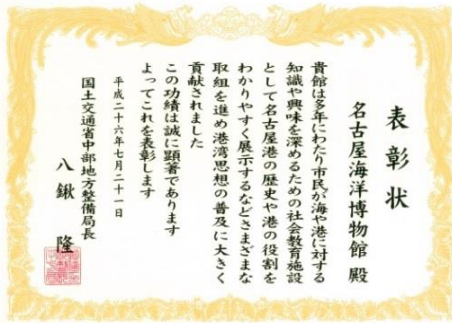 表彰状
名古屋海洋博物館 殿
貴館は多年にわたり市民が海や港に対する
知識や興味を深めるための社会教育施設
として名古屋港の歴史や港の役割を
わかりやすく展示するなどさまざまな
取組を進め港湾思想の普及に大きく
貢献されました
この功績は誠に顕著であります
よってこれを表彰します
平成二十六年七月二十一日
国土交通省中部地方整備局長
八鍬 隆